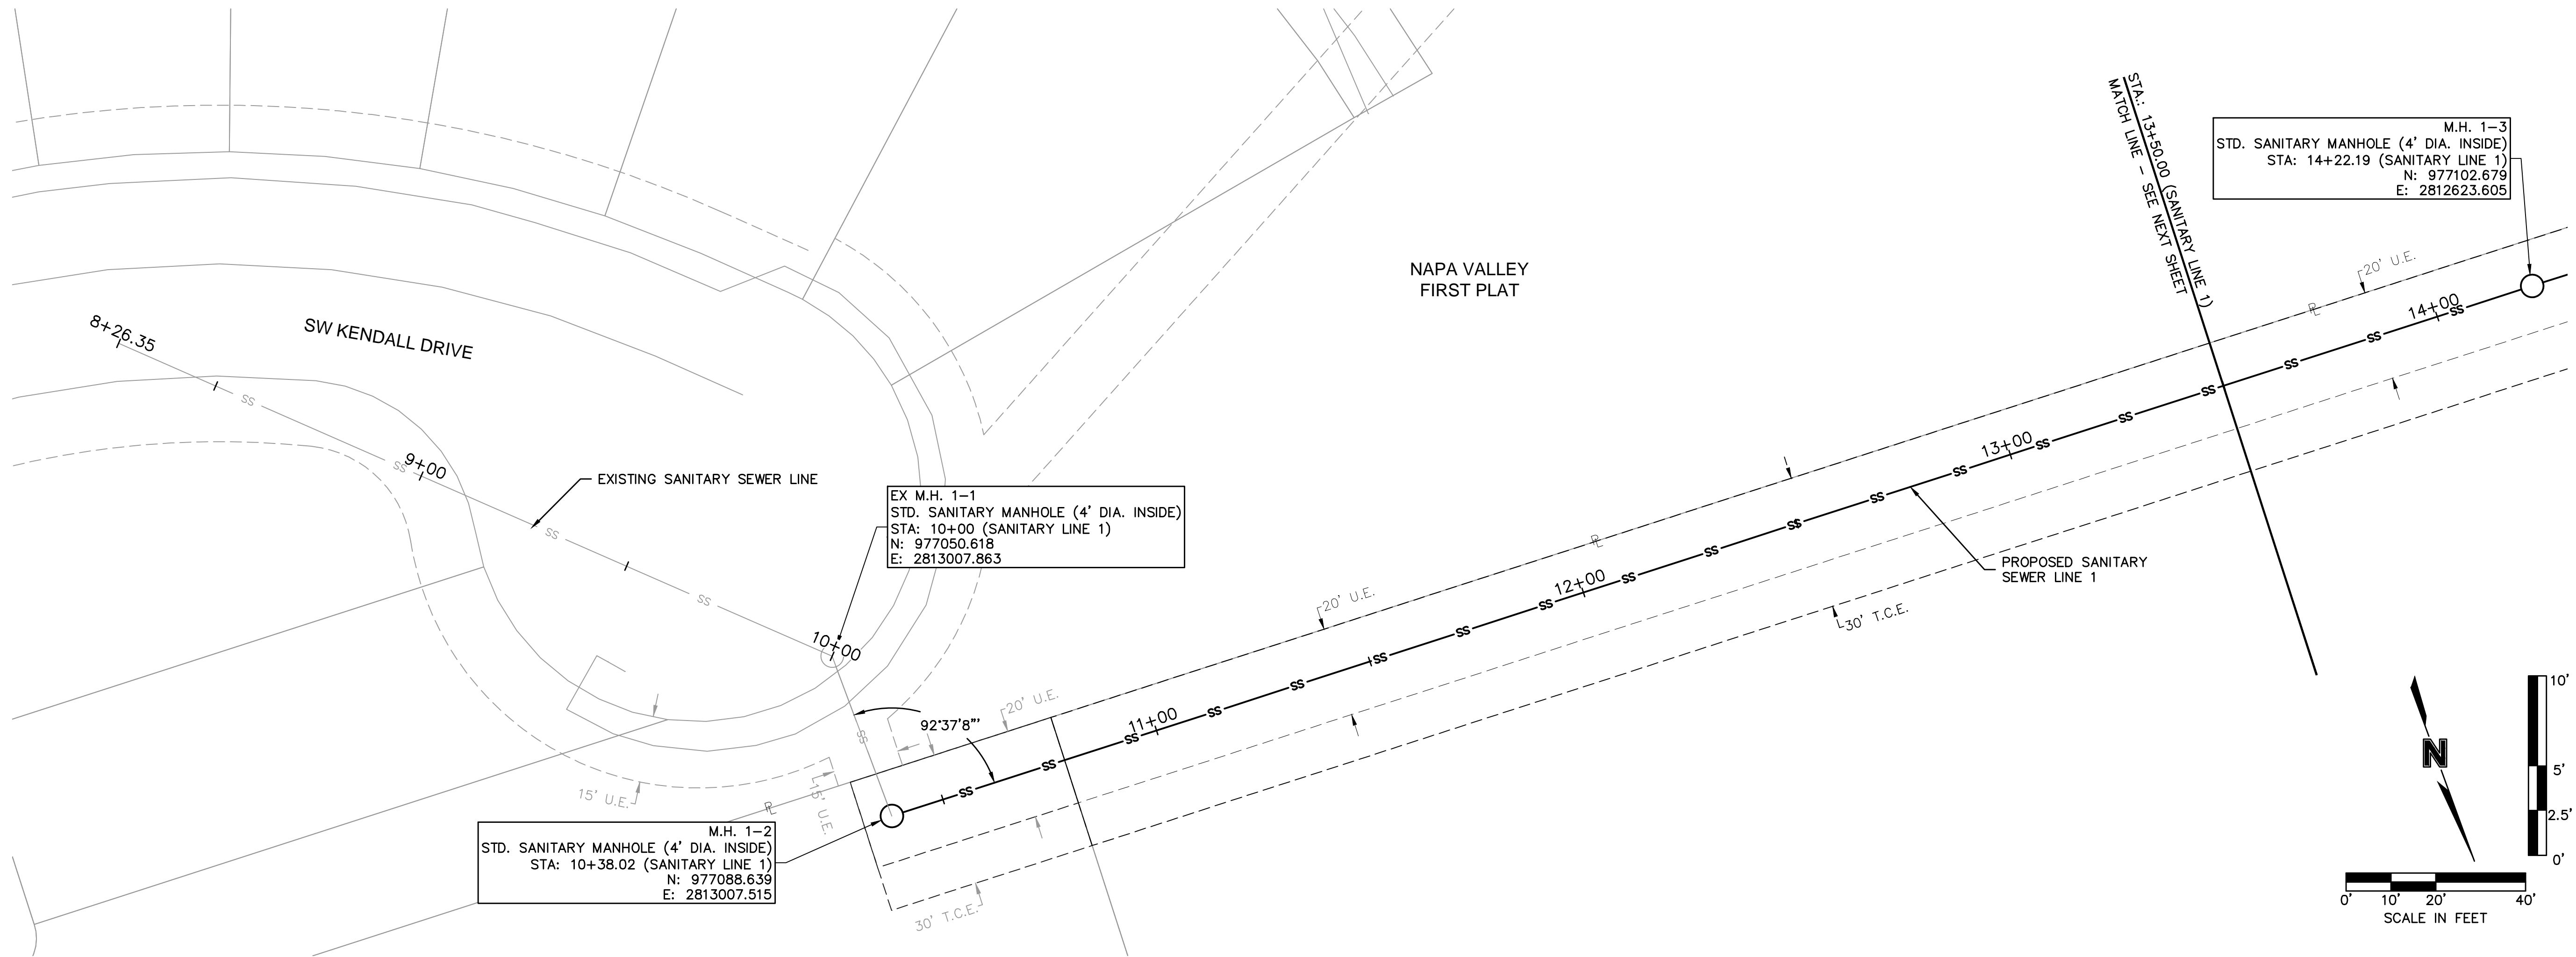 STA.: 13+50.00 (SANITARY LINE 1)
MATCH LINE - SEE NEXT SHEET
M.H. 1-3
STD. SANITARY MANHOLE (4' DIA. INSIDE)
STA: 14+22.19 (SANITARY LINE 1)
N: 977102.679
E: 2812623.605
NAPA VALLEY
FIRST PLAT
20' U.E.
PL
14+00
SS
8+26.35
SW KENDALL DRIVE
SS
9+00
SS
EXISTING SANITARY SEWER LINE
SS
SS
10+00
EX M.H. 1-1
STD. SANITARY MANHOLE (4' DIA. INSIDE)
STA: 10+00 (SANITARY LINE 1)
N: 977050.618
E: 2813007.863
SS
SS
SS
SS
13+00
SS
SS
SS
SS
PL
PROPOSED SANITARY
SEWER LINE 1
12+00
SS
SS
SS
20' U.E.
30' T.C.E.
SS
SS
SS
SS
11+00
SS
20' U.E.
92°37'8"'
SS
SS
SS
15' U.E.
15' U.E.
PL
M.H. 1-2
STD. SANITARY MANHOLE (4' DIA. INSIDE)
STA: 10+38.02 (SANITARY LINE 1)
N: 977088.639
E: 2813007.515
30' T.C.E.
N
10'
5'
2.5'
0'
0' 10' 20' 40'
SCALE IN FEET